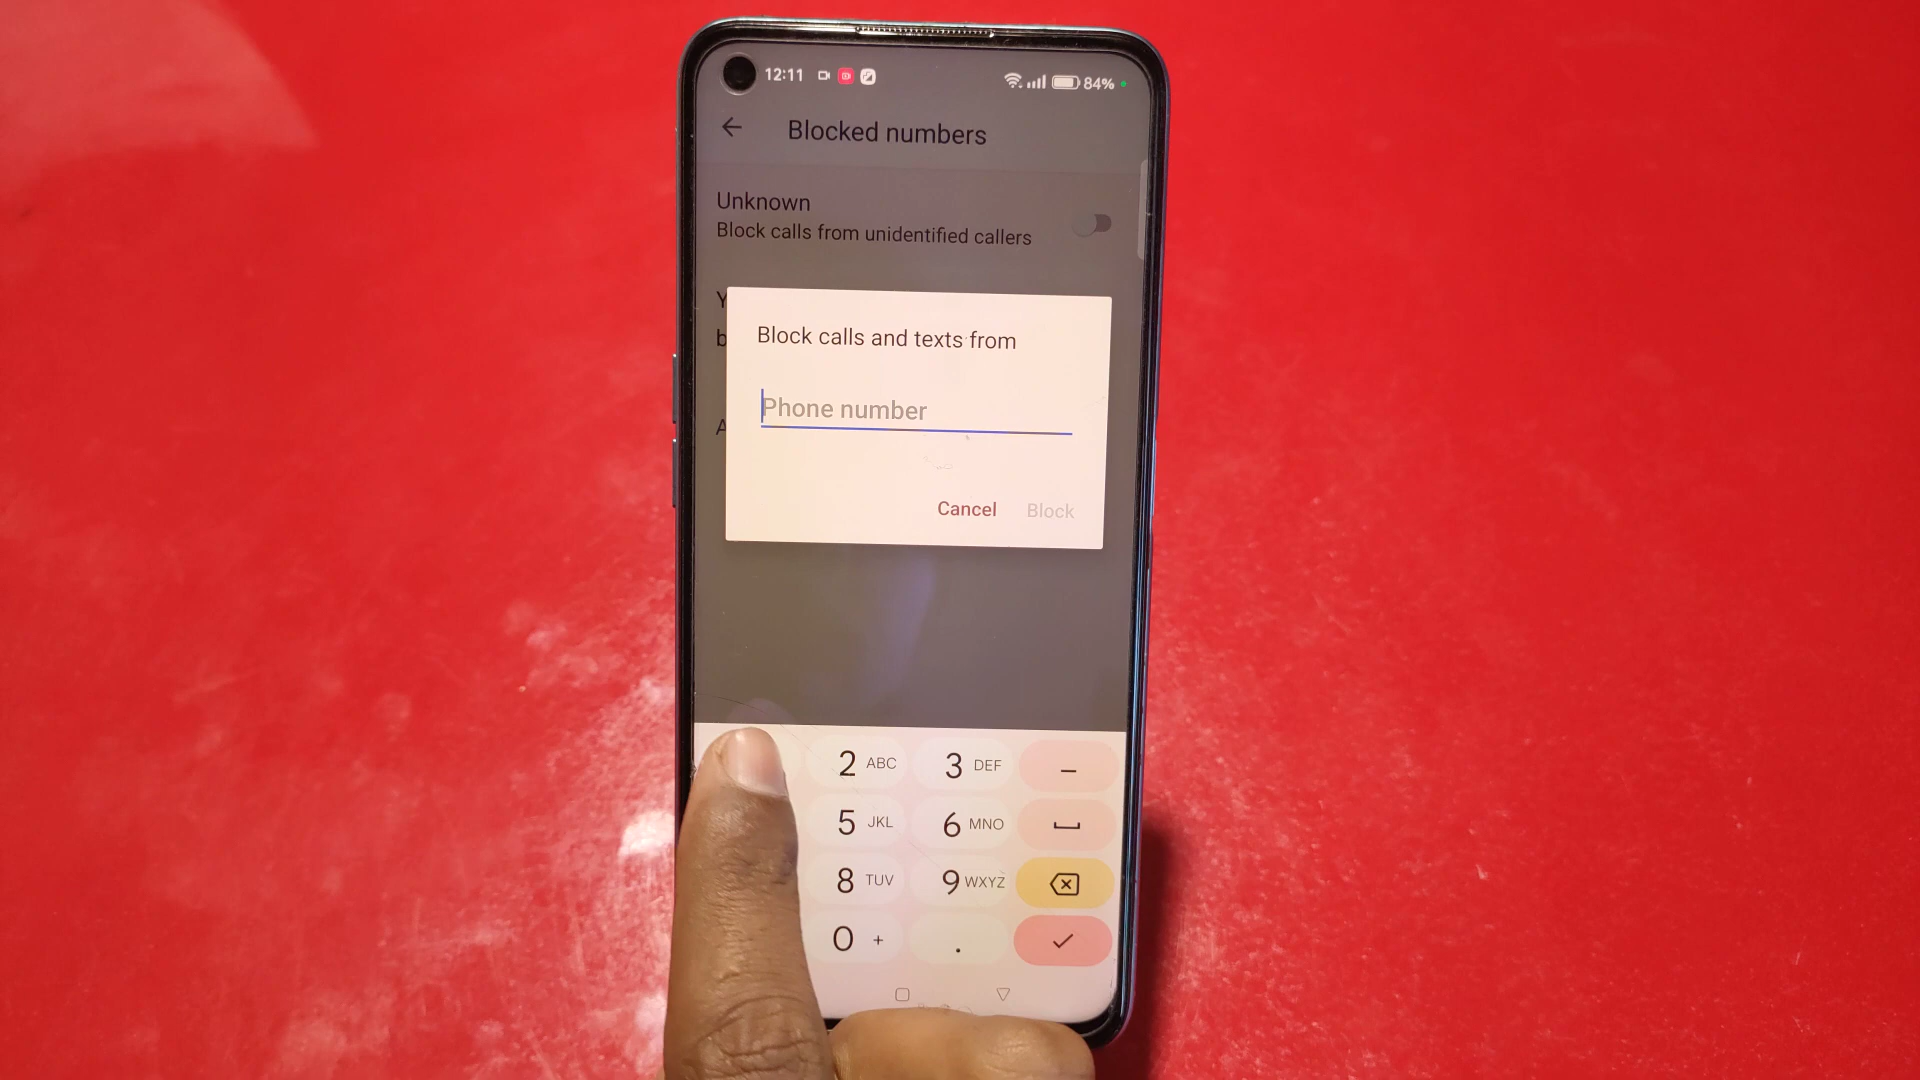 12:11 84%
Blocked numbers
Unknown
Block calls from unidentified callers
Y
b
A
Block calls and texts from
Phone number
Cancel Block
2 ABC 3 DEF –
5 JKL 6 MNO
8 TUV 9 WXYZ
0 + .